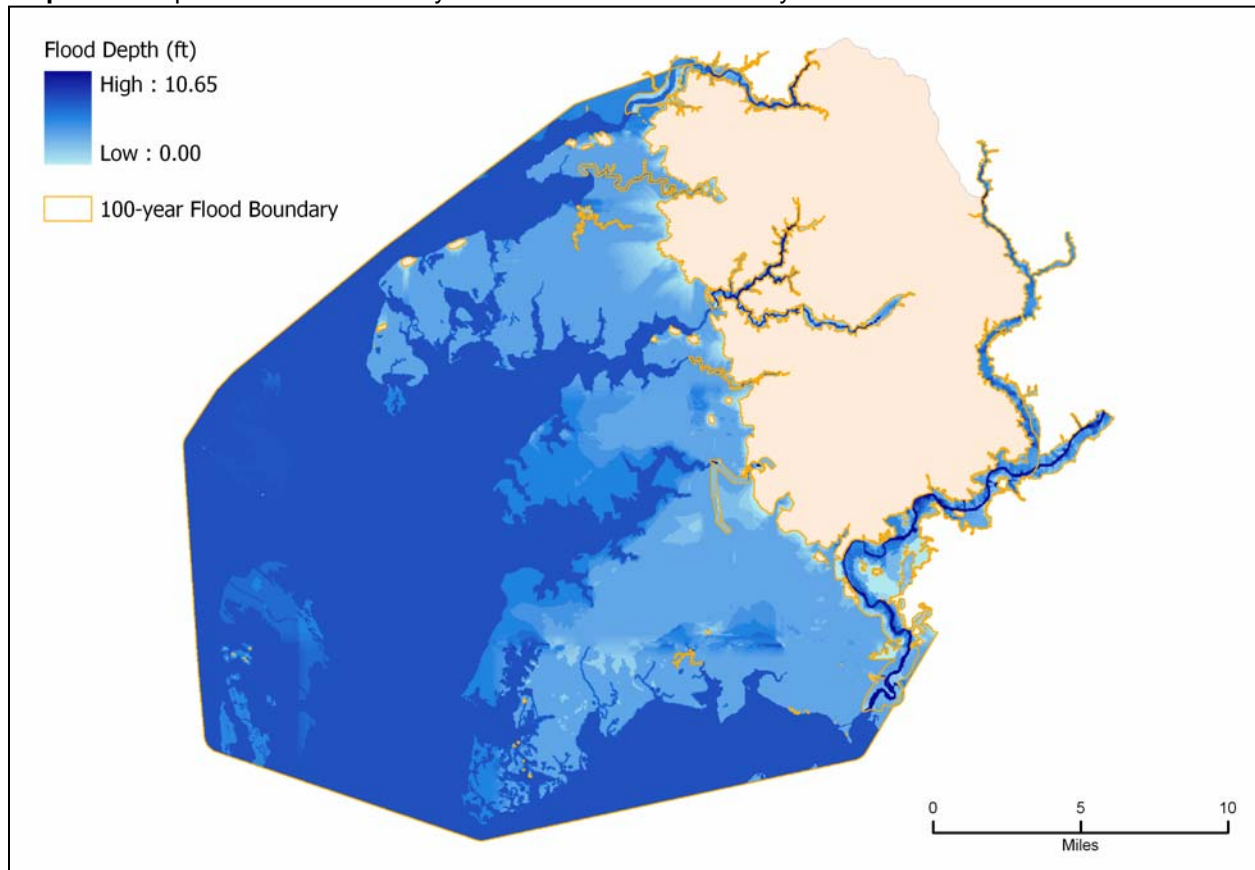 Flood Depth (ft)
High : 10.65
Low : 0.00
100-year Flood Boundary
0 5 10
Miles